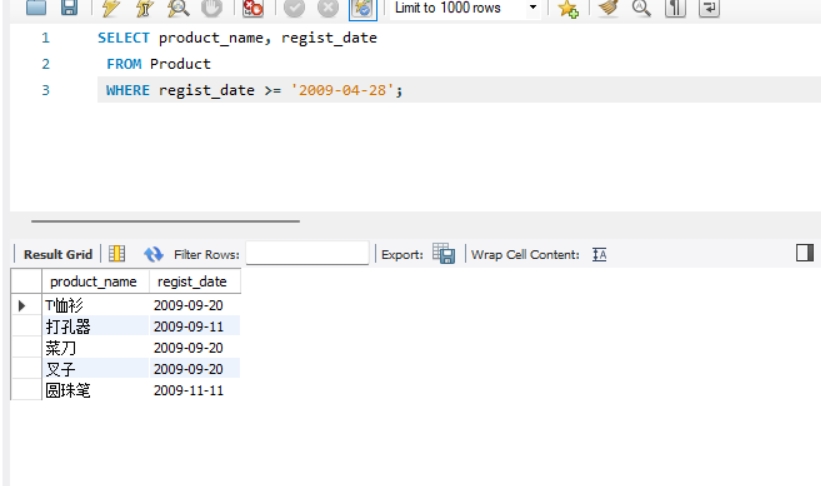 Limit to 1000 rows
1 SELECT product_name, regist_date
2 FROM Product
3 WHERE regist_date >= '2009-04-28';
Result Grid Filter Rows: Export: Wrap Cell Content:
product_name regist_date
T恤衫 2009-09-20
打孔器 2009-09-11
菜刀 2009-09-20
叉子 2009-09-20
圆珠笔 2009-11-11